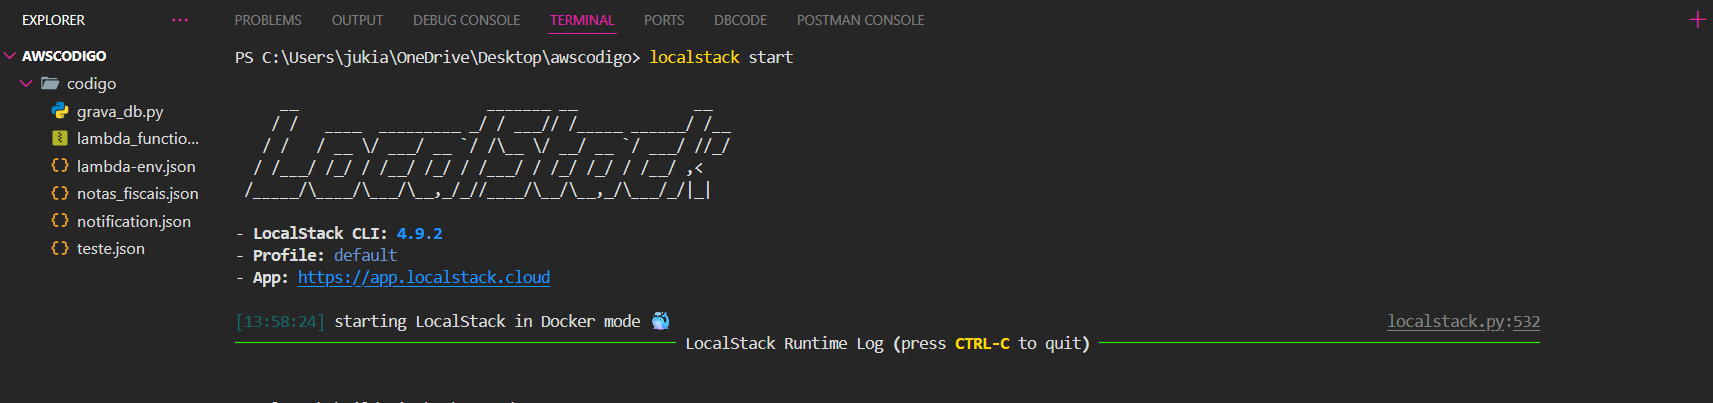 EXPLORER
AWSCODIGO
codigo
grava_db.py
lambda_functio...
lambda-env.json
notas_fiscais.json
notification.json
teste.json
PROBLEMS OUTPUT DEBUG CONSOLE TERMINAL PORTS DBCODE POSTMAN CONSOLE
PS C:\Users\jukia\OneDrive\Desktop\awscodigo> localstack start
LocalStack
- LocalStack CLI: 4.9.2
- Profile: default
- App: https://app.localstack.cloud
[13:58:24] starting LocalStack in Docker mode 🐳 localstack.py:532
LocalStack Runtime Log (press CTRL-C to quit)